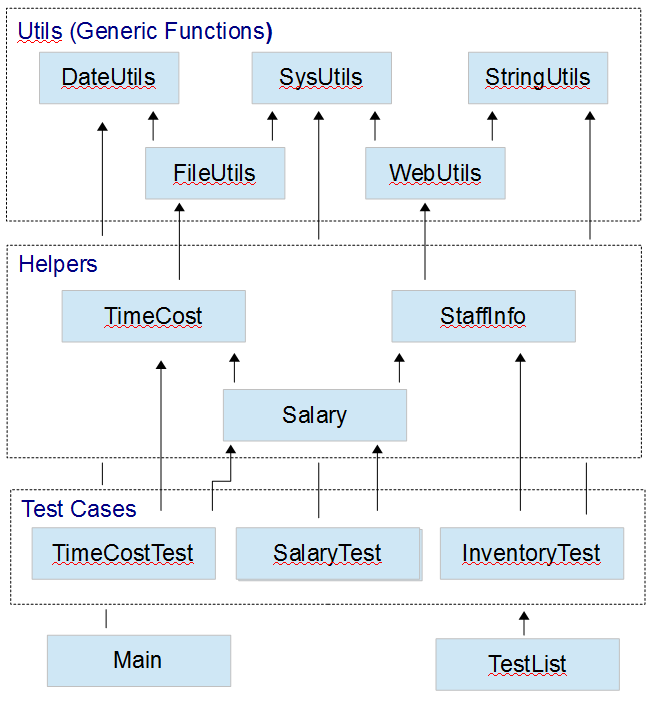 Utils (Generic Functions)
DateUtils
SysUtils
StringUtils
FileUtils
WebUtils
Helpers
TimeCost
StaffInfo
Salary
Test Cases
TimeCostTest
SalaryTest
InventoryTest
Main
TestList